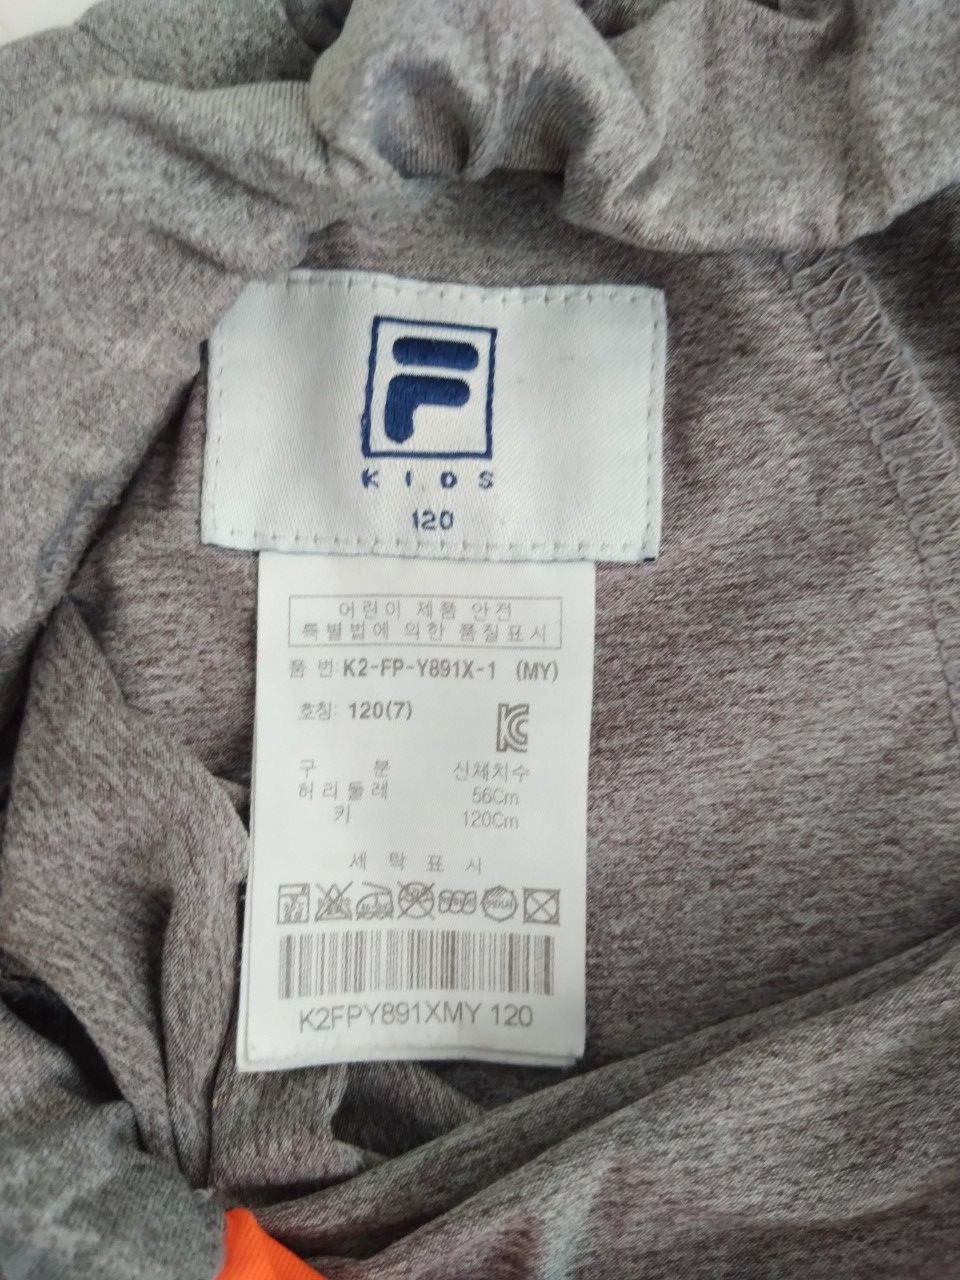 F
KIDS
120
어린이 제품 안전
특별법에 의한 품질표시
품 번 K2-FP-Y891X-1 (MY)
호칭: 120(7)
KC
구 분 신체치수
허리둘레 56Cm
키 120Cm
세 탁 표 시
K2FPY891XMY 120